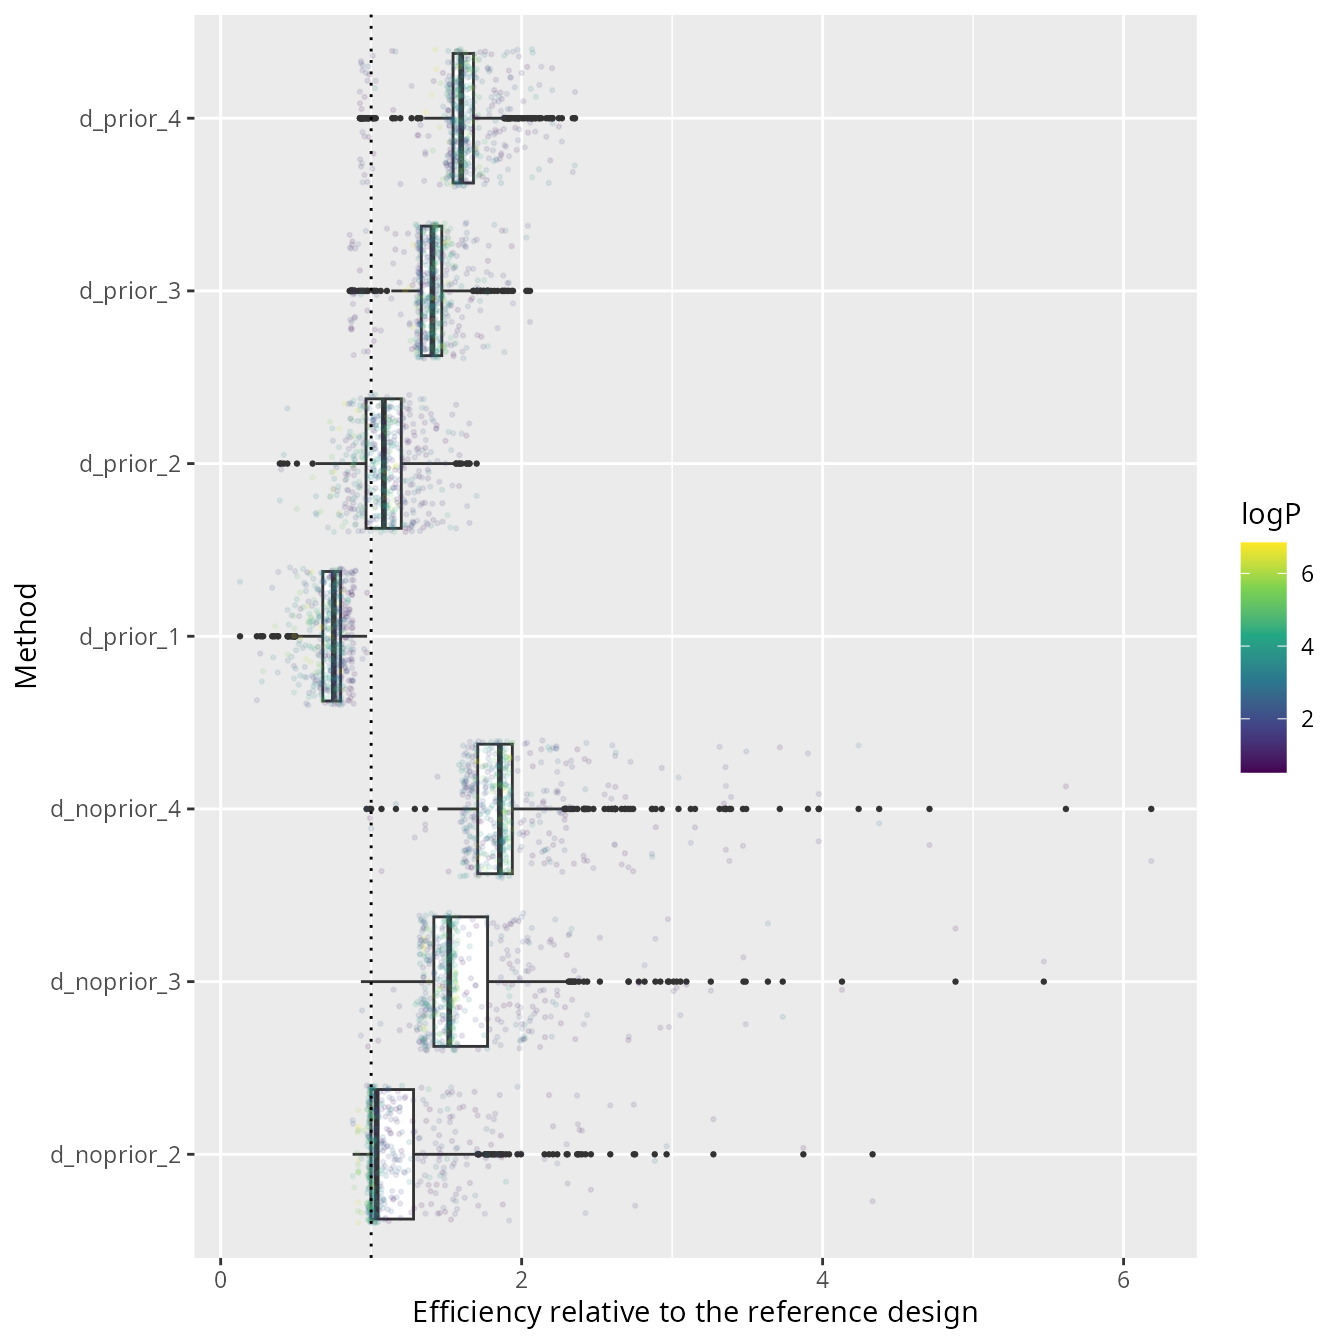 d_prior_4
d_prior_3
d_prior_2
d_prior_1
d_noprior_4
d_noprior_3
d_noprior_2
Method
0 2 4 6
Efficiency relative to the reference design
logP
6
4
2